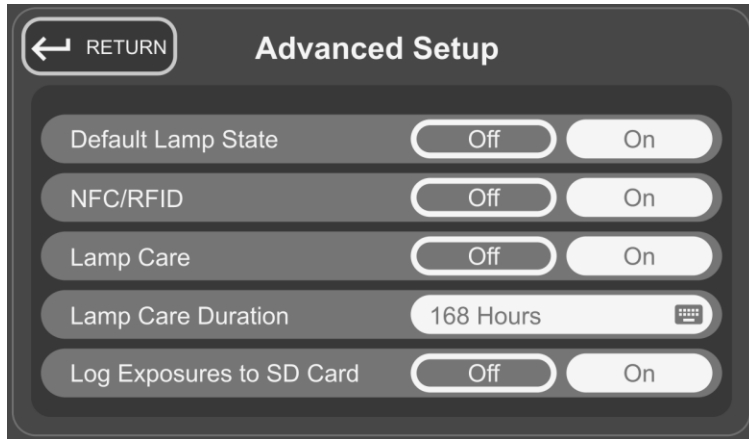 RETURN Advanced Setup
Default Lamp State Off On
NFC/RFID Off On
Lamp Care Off On
Lamp Care Duration 168 Hours
Log Exposures to SD Card Off On